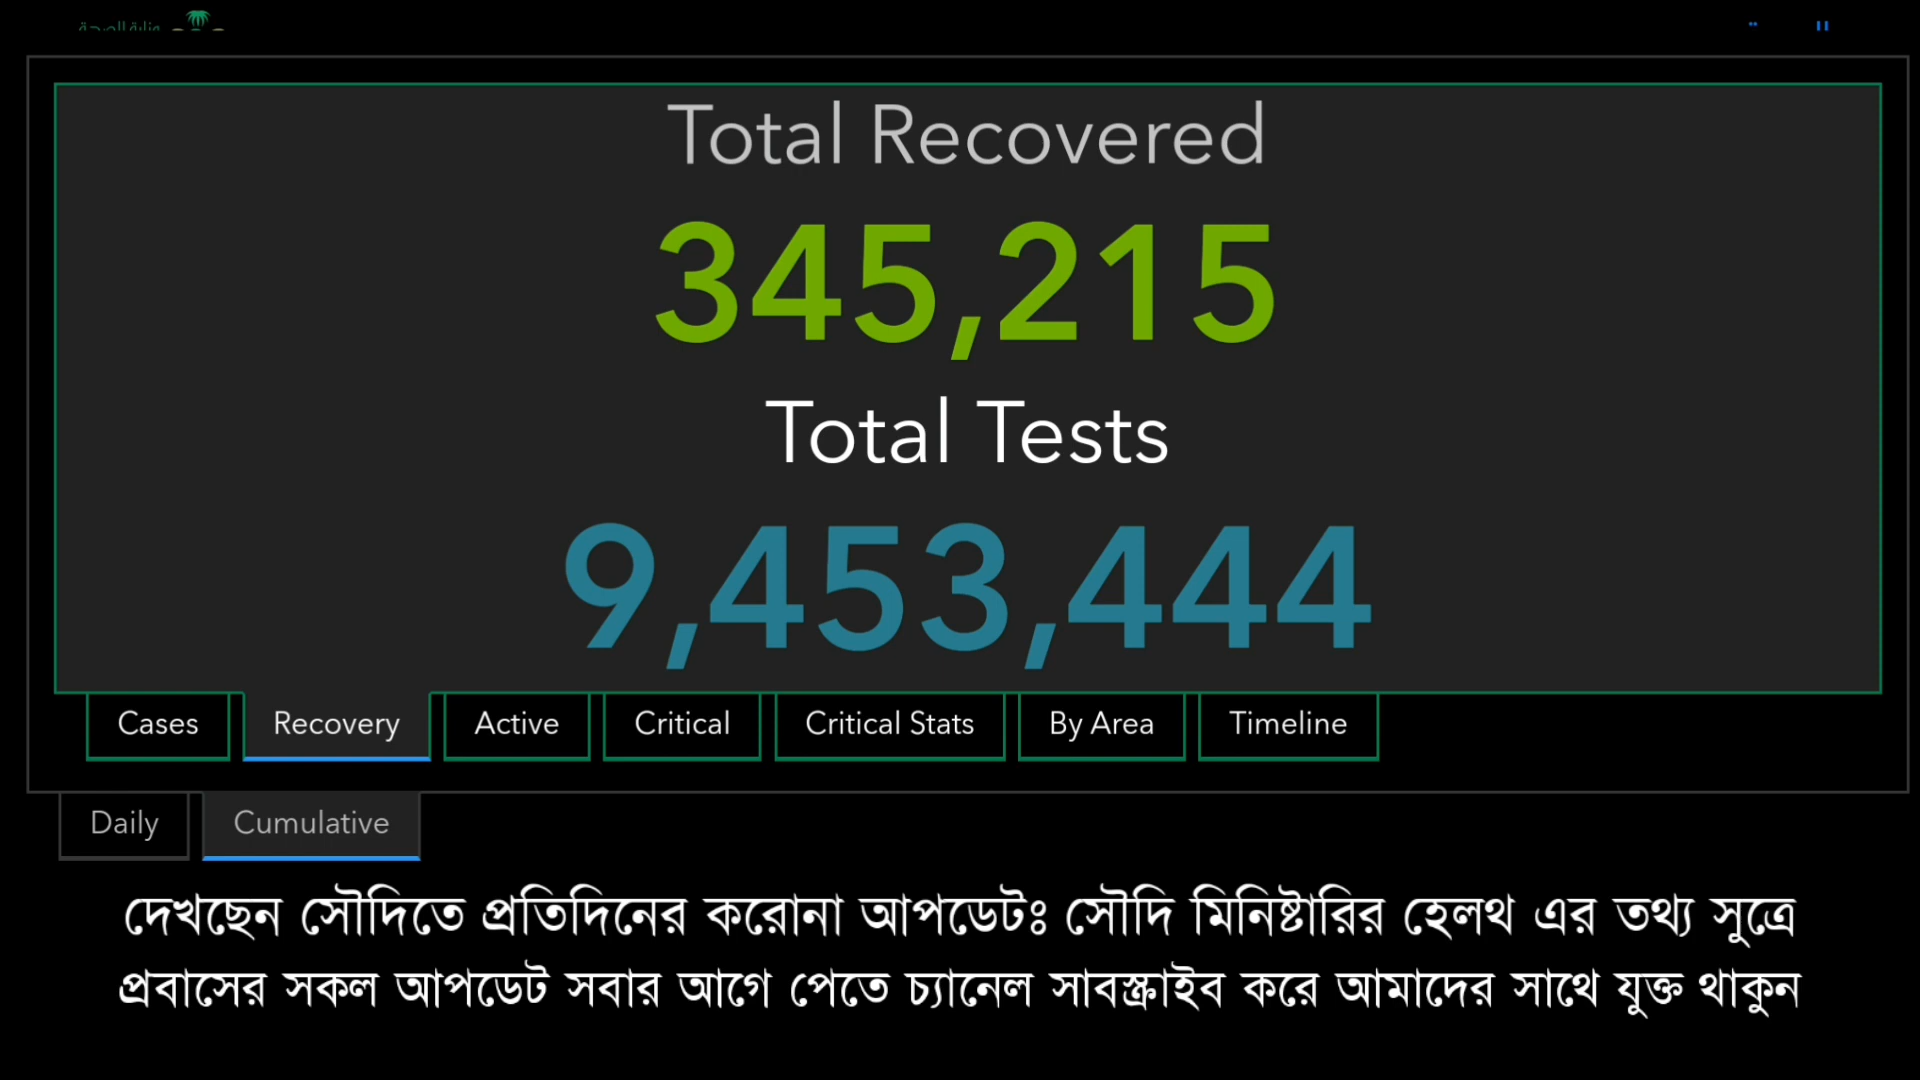 Total Recovered
345,215
Total Tests
9,453,444
Cases Recovery Active Critical Critical Stats By Area Timeline
Daily Cumulative
দেখছেন সৌদিতে প্রতিদিনের করোনা আপডেটঃ সৌদি মিনিষ্টারির হেলথ এর তথ্য সূত্রে
প্রবাসের সকল আপডেট সবার আগে পেতে চ্যানেল সাবস্ক্রাইব করে আমাদের সাথে যুক্ত থাকুন